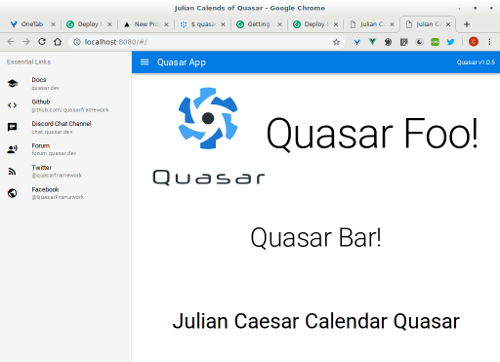 Julian Calends of Quasar - Google Chrome
OneTab
Deploy
New Pro
s quasar
Getting
Deploy
Julian C
Julian C
localhost:8080/#/
Essential Links
Quasar App
Quasar v1.0.5
Docs
quasar.dev
Github
github.com/quasarframework
Discord Chat Channel
chat.quasar.dev
Forum
forum.quasar.dev
Twitter
@quasarframework
Facebook
@QuasarFramework
Quasar
Quasar Foo!
Quasar Bar!
Julian Caesar Calendar Quasar